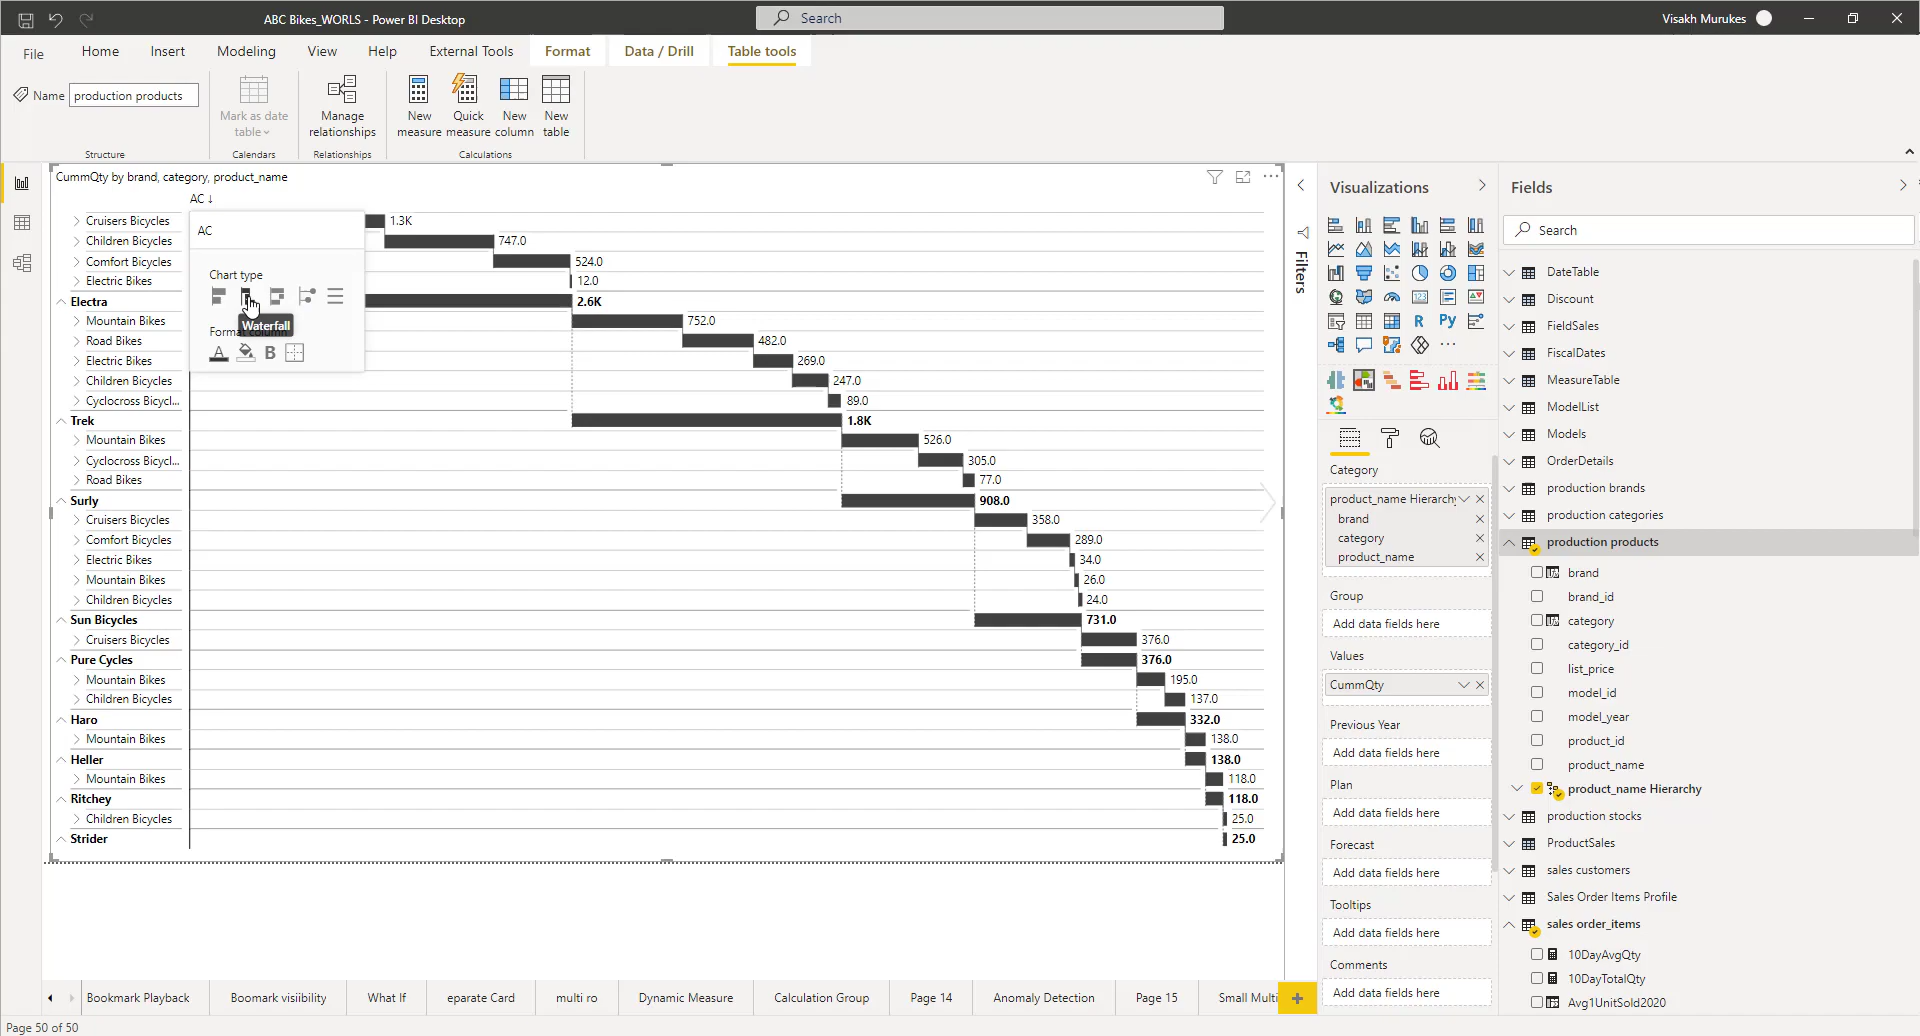 ABC Bikes_WORLS - Power BI Desktop
Search
Visakh Murukes
File
Home
Insert
Modeling
View
Help
External Tools
Format
Data / Drill
Table tools
Name
production products
Structure
Mark as date table
Calendars
Manage relationships
Relationships
New measure
Quick measure
New column
New table
Calculations
CummQty by brand, category, product_name
AC ↓
Cruisers Bicycles 1.3K
Children Bicycles 747.0
Comfort Bicycles 524.0
Electric Bikes 12.0
Electra 2.6K
Mountain Bikes 752.0
Road Bikes 482.0
Electric Bikes 269.0
Children Bicycles 247.0
Cyclocross Bicycl... 89.0
Trek 1.8K
Mountain Bikes 526.0
Cyclocross Bicycl... 305.0
Road Bikes 77.0
Surly 908.0
Cruisers Bicycles 358.0
Comfort Bicycles 289.0
Electric Bikes 34.0
Mountain Bikes 26.0
Children Bicycles 24.0
Sun Bicycles 731.0
Cruisers Bicycles 376.0
Pure Cycles 376.0
Mountain Bikes 195.0
Children Bicycles 137.0
Haro 332.0
Mountain Bikes 138.0
Heller 138.0
Mountain Bikes 118.0
Ritchey 118.0
Children Bicycles 25.0
Strider 25.0
AC
Chart type
Waterfall
Format column
A
B
Filters
Visualizations
123
R
Py
Category
product_name Hierarchy
brand
category
product_name
Group
Add data fields here
Values
CummQty
Previous Year
Add data fields here
Plan
Add data fields here
Forecast
Add data fields here
Tooltips
Add data fields here
Comments
Add data fields here
Fields
Search
DateTable
Discount
FieldSales
FiscalDates
MeasureTable
ModelList
Models
OrderDetails
production brands
production categories
production products
brand
brand_id
category
category_id
list_price
model_id
model_year
product_id
product_name
product_name Hierarchy
production stocks
ProductSales
sales customers
Sales Order Items Profile
sales order_items
10DayAvgQty
10DayTotalQty
Avg1UnitSold2020
Bookmark Playback
Boomark visiibility
What If
eparate Card
multi ro
Dynamic Measure
Calculation Group
Page 14
Anomaly Detection
Page 15
Small Multi
Page 50 of 50